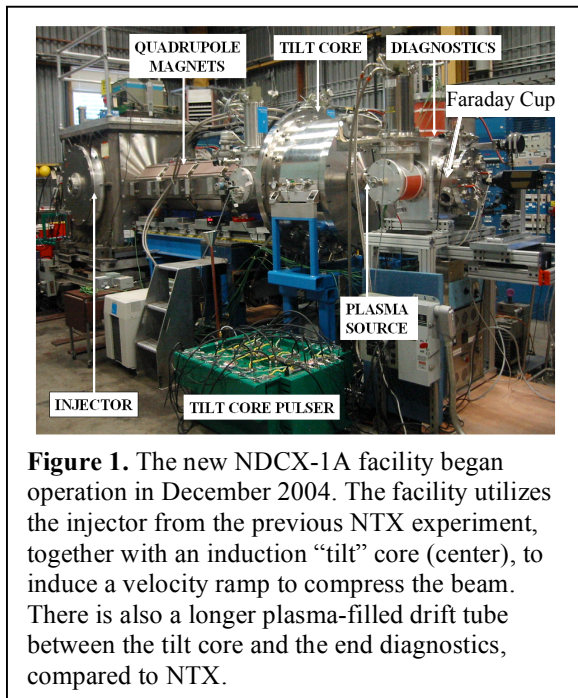 QUADRUPOLE
MAGNETS
TILT CORE
DIAGNOSTICS
Faraday Cup
PLASMA
SOURCE
INJECTOR
TILT CORE PULSER
Figure 1. The new NDCX-1A facility began
operation in December 2004. The facility utilizes
the injector from the previous NTX experiment,
together with an induction “tilt” core (center), to
induce a velocity ramp to compress the beam.
There is also a longer plasma-filled drift tube
between the tilt core and the end diagnostics,
compared to NTX.